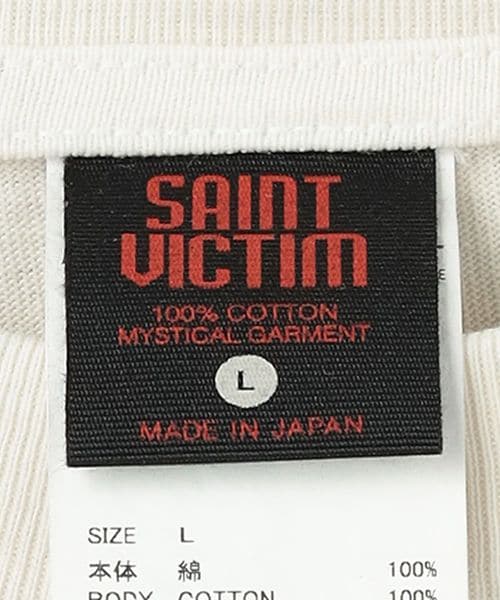 SAINT
VICTIM
100% COTTON
MYSTICAL GARMENT
L
MADE IN JAPAN
E
SIZE L
本体 綿 100%
BODY COTTON 100%